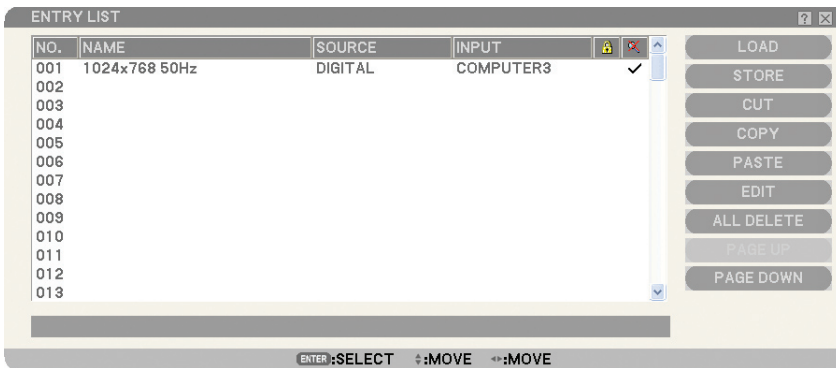 ENTRY LIST
NO. NAME SOURCE INPUT
001 1024x768 50Hz DIGITAL COMPUTER3
002
003
004
005
006
007
008
009
010
011
012
013
LOAD
STORE
CUT
COPY
PASTE
EDIT
ALL DELETE
PAGE UP
PAGE DOWN
ENTER :SELECT :MOVE :MOVE